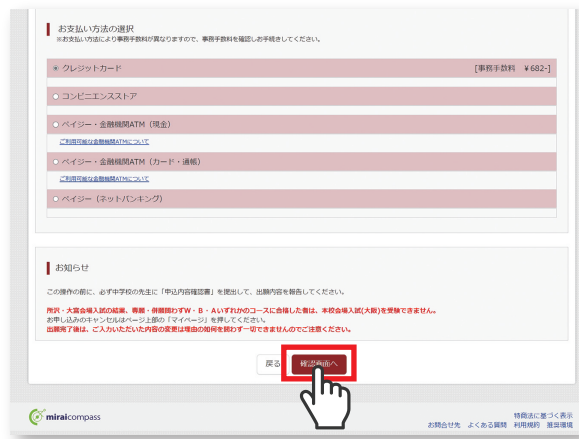 お支払い方法の選択
※お支払い方法により事務手数料が異なりますので、事務手数料を確認しお手続きしてください。
クレジットカード [事務手数料 ¥682-]
コンビニエンスストア
ペイジー・金融機関ATM（現金）
ご利用可能な金融機関ATMについて
ペイジー・金融機関ATM（カード・通帳）
ご利用可能な金融機関ATMについて
ペイジー（ネットバンキング）
お知らせ
この操作の前に、必ず中学校の先生に「申込内容確認書」を提出して、出願内容を報告してください。
所沢・大宮会場入試の結果、専願・併願問わずW・B・Aいずれかのコースに合格した者は、本校会場入試(大阪)を受験できません。
お申し込みのキャンセルはページ上部の「マイページ」を押してください。
出願完了後は、ご入力いただいた内容の変更は理由の如何を問わず一切できませんのでご注意ください。
戻る 確認画面へ
miraicompass
特商法に基づく表示
お問合せ先 よくある質問 利用規約 推奨環境